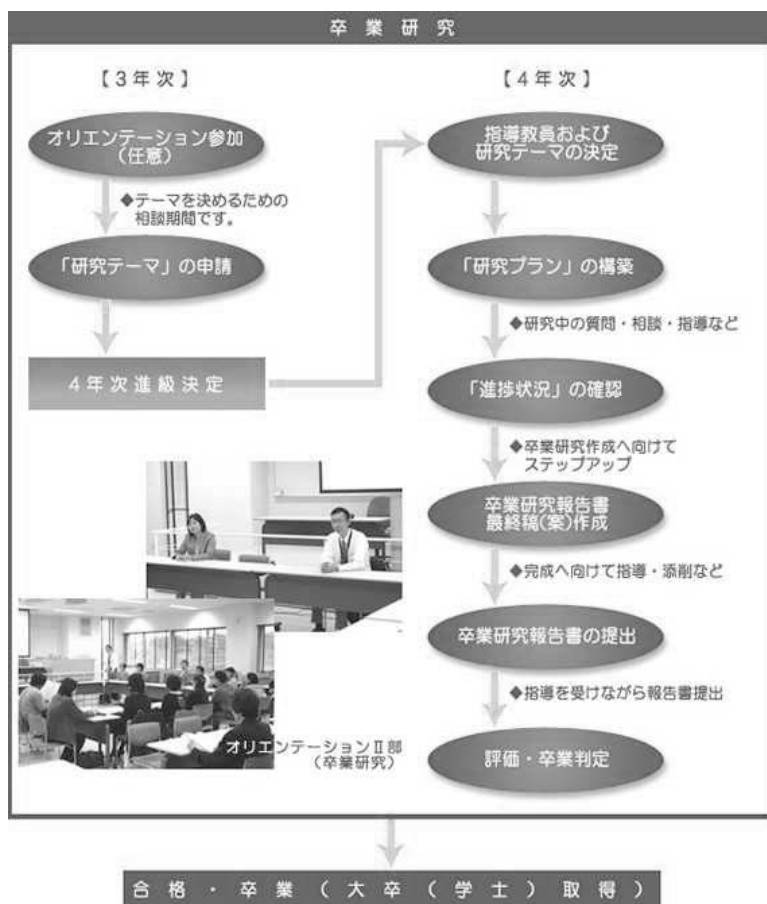 卒業研究
【3年次】
オリエンテーション参加
(任意)
◆テーマを決めるための
相談期間です。
「研究テーマ」の申請
4年次進級決定
【4年次】
指導教員および
研究テーマの決定
「研究プラン」の構築
◆研究中の質問・相談・指導など
「進捗状況」の確認
◆卒業研究作成へ向けて
ステップアップ
卒業研究報告書
最終稿(案)作成
◆完成へ向けて指導・添削など
卒業研究報告書の提出
◆指導を受けながら報告書提出
評価・卒業判定
オリエンテーションⅡ部
(卒業研究)
合格・卒業(大卒(学士)取得)